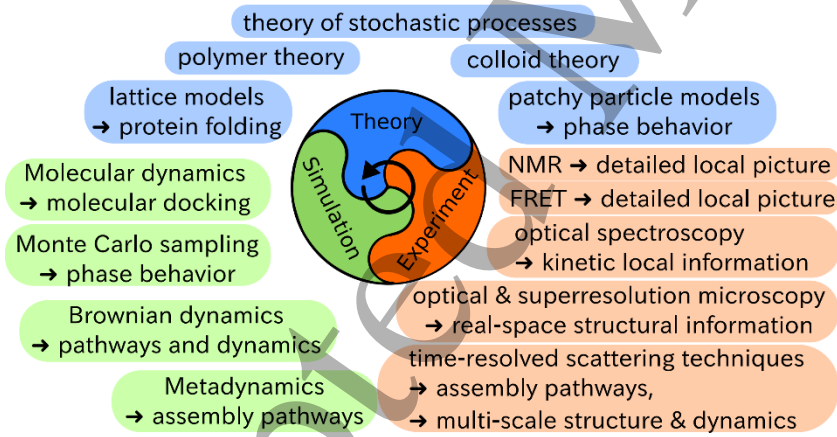 theory of stochastic processes
polymer theory
colloid theory
lattice models
➔ protein folding
patchy particle models
➔ phase behavior
Theory
Simulation
Experiment
Molecular dynamics
➔ molecular docking
Monte Carlo sampling
➔ phase behavior
Brownian dynamics
➔ pathways and dynamics
Metadynamics
➔ assembly pathways
NMR ➔ detailed local picture
FRET ➔ detailed local picture
optical spectroscopy
➔ kinetic local information
optical & superresolution microscopy
➔ real-space structural information
time-resolved scattering techniques
➔ assembly pathways,
➔ multi-scale structure & dynamics